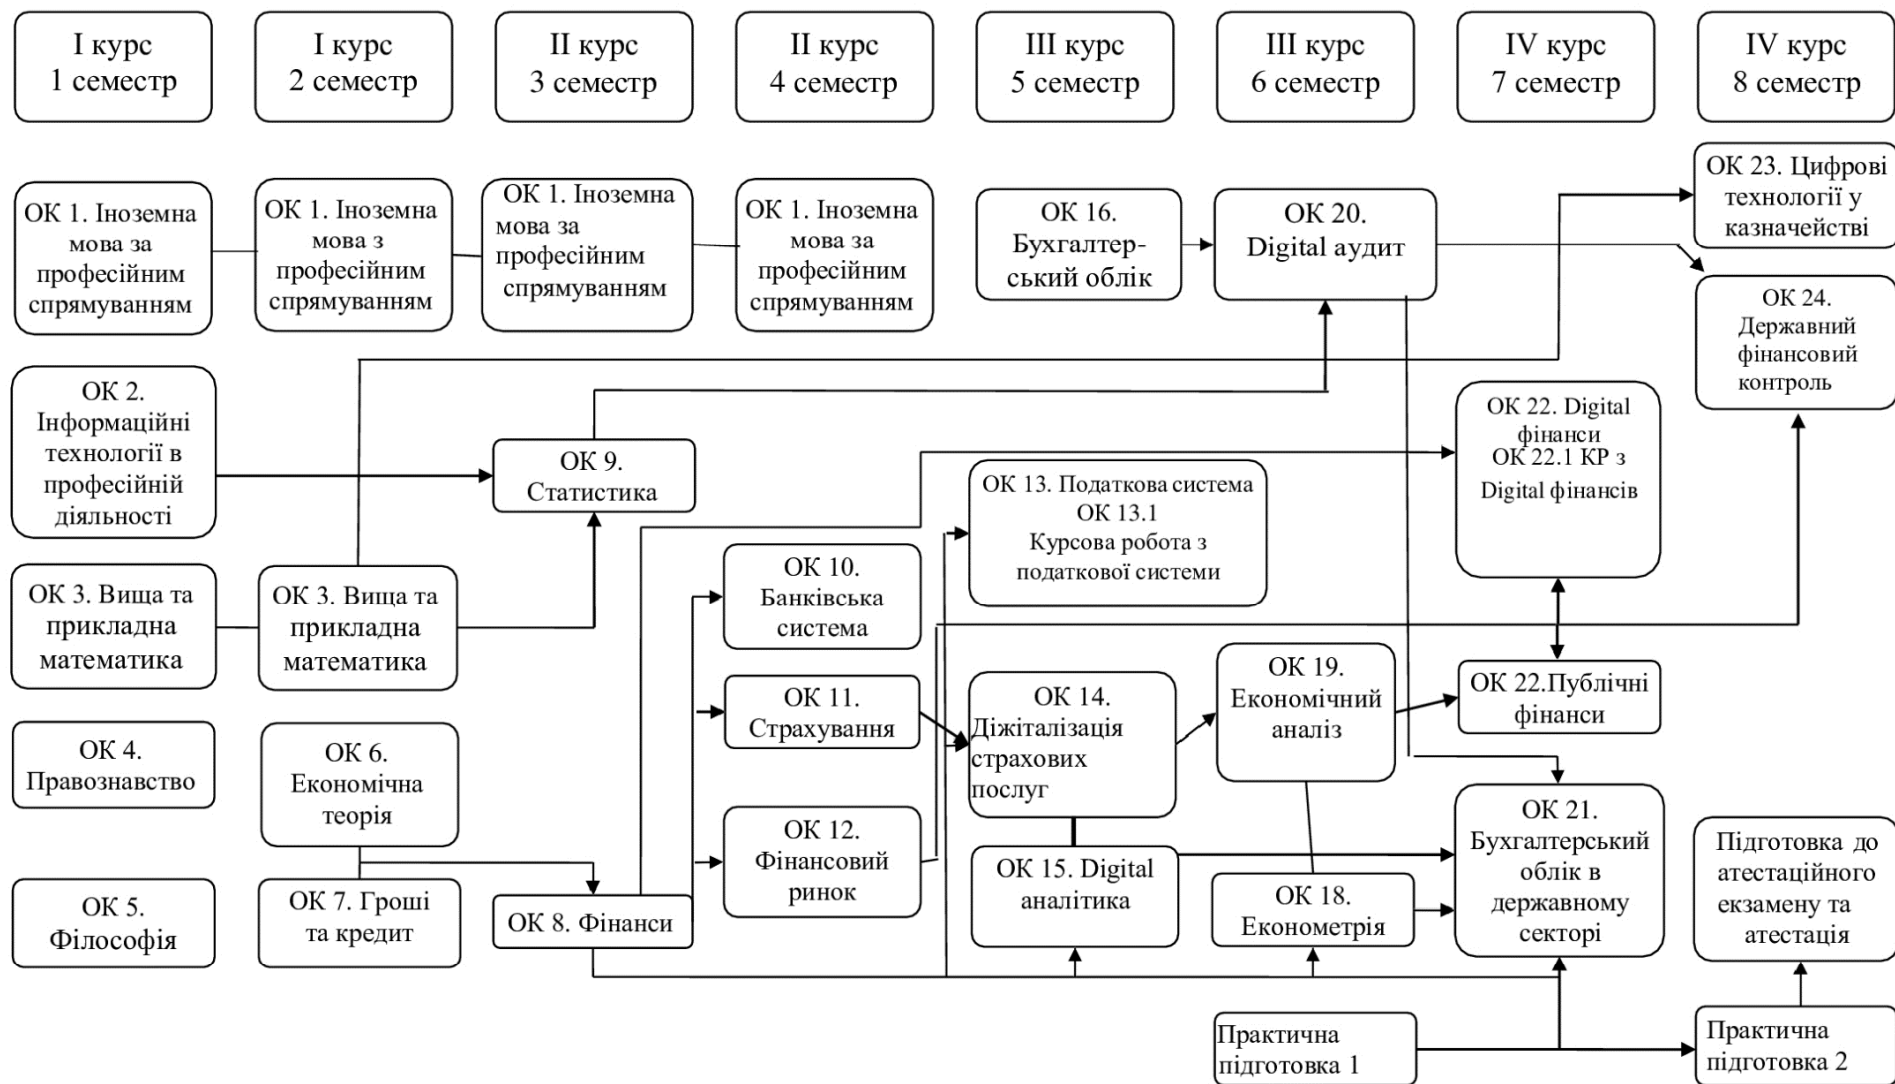 І курс
1 семестр
І курс
2 семестр
ІІ курс
3 семестр
ІІ курс
4 семестр
ІІІ курс
5 семестр
ІІІ курс
6 семестр
IV курс
7 семестр
IV курс
8 семестр
ОК 1. Іноземна
мова за
професійним
спрямуванням
ОК 1. Іноземна
мова з
професійним
спрямуванням
ОК 1. Іноземна
мова за
професійним
спрямуванням
ОК 1. Іноземна
мова за
професійним
спрямуванням
ОК 16.
Бухгалтер-
ський облік
ОК 20.
Digital аудит
ОК 23. Цифрові
технології у
казначействі
ОК 24.
Державний
фінансовий
контроль
ОК 2.
Інформаційні
технології в
професійній
діяльності
ОК 9.
Статистика
ОК 13. Податкова система
ОК 13.1
Курсова робота з
податкової системи
ОК 22. Digital
фінанси
ОК 22.1 КР з
Digital фінансів
ОК 3. Вища та
прикладна
математика
ОК 3. Вища та
прикладна
математика
ОК 10.
Банківська
система
ОК 11.
Страхування
ОК 14.
Діжіталізація
страхових
послуг
ОК 19.
Економічний
аналіз
ОК 22.Публічні
фінанси
ОК 4.
Правознавство
ОК 6.
Економічна
теорія
ОК 12.
Фінансовий
ринок
ОК 15. Digital
аналітика
ОК 18.
Економетрія
ОК 21.
Бухгалтерський
облік в
державному
секторі
Підготовка до
атестаційного
екзамену та
атестація
ОК 5.
Філософія
ОК 7. Гроші
та кредит
ОК 8. Фінанси
Практична
підготовка 1
Практична
підготовка 2